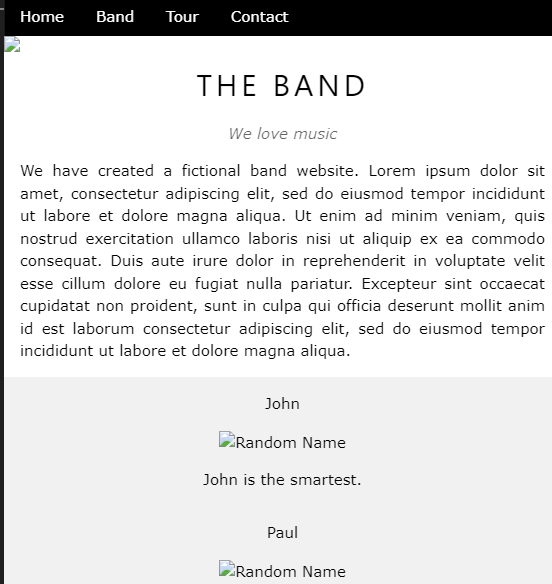 Home Band Tour Contact
THE BAND
We love music
We have created a fictional band website. Lorem ipsum dolor sit
amet, consectetur adipiscing elit, sed do eiusmod tempor incididunt
ut labore et dolore magna aliqua. Ut enim ad minim veniam, quis
nostrud exercitation ullamco laboris nisi ut aliquip ex ea commodo
consequat. Duis aute irure dolor in reprehenderit in voluptate velit
esse cillum dolore eu fugiat nulla pariatur. Excepteur sint occaecat
cupidatat non proident, sunt in culpa qui officia deserunt mollit anim
id est laborum consectetur adipiscing elit, sed do eiusmod tempor
incididunt ut labore et dolore magna aliqua.
John
Random Name
John is the smartest.
Paul
Random Name